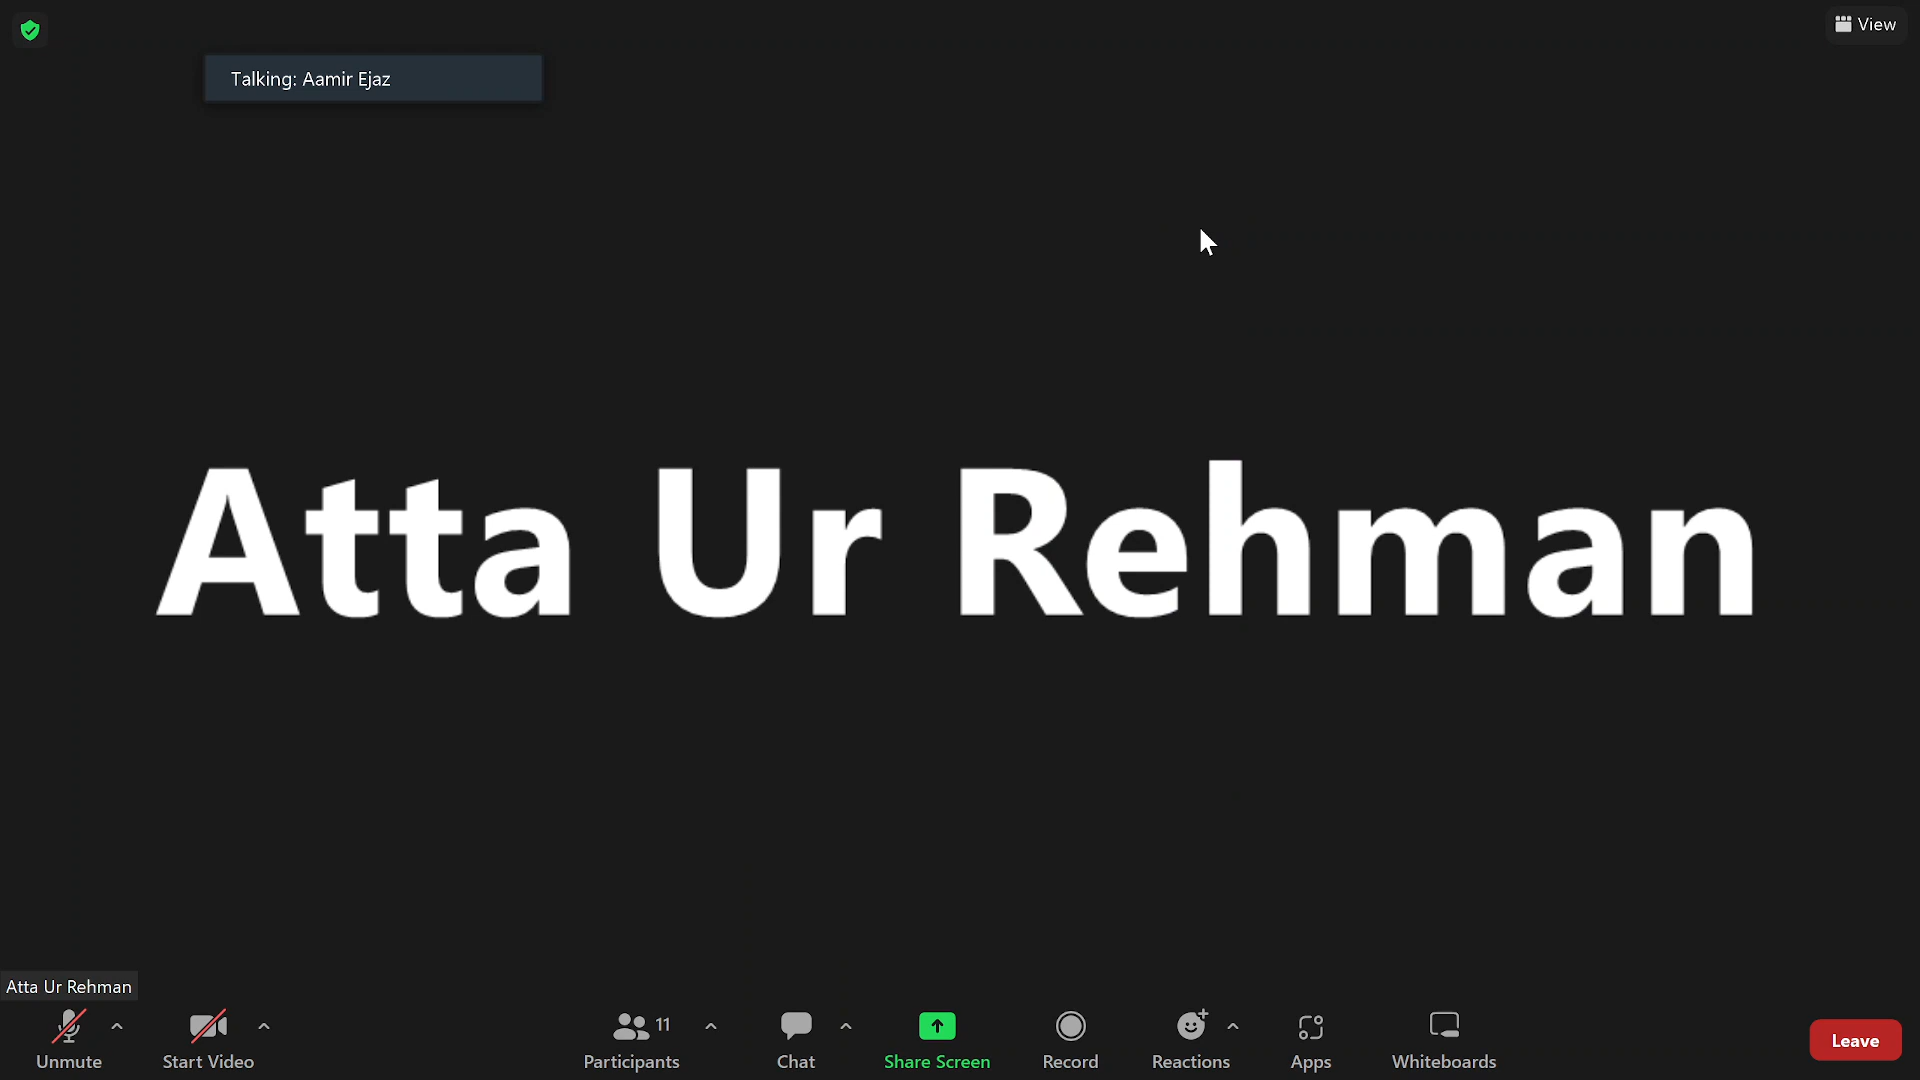 View
Talking: Aamir Ejaz
Atta Ur Rehman
Atta Ur Rehman
11
Unmute
Start Video
Participants
Chat
Share Screen
Record
Reactions
Apps
Whiteboards
Leave